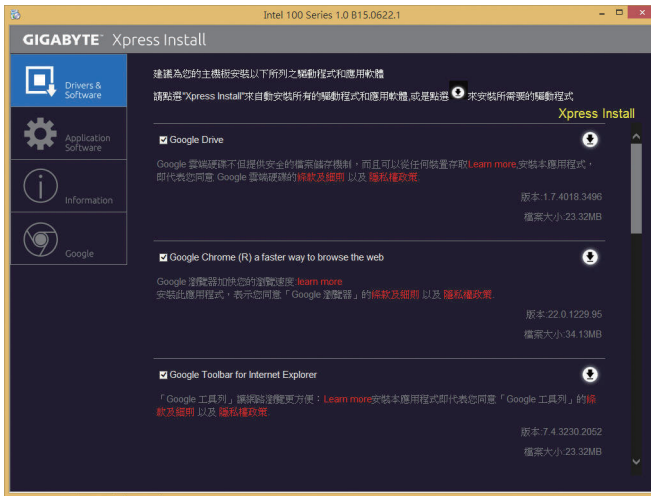 Intel 100 Series 1.0 B15.0622.1
GIGABYTE™ Xpress Install
Drivers &
Software
Application
Software
Information
Google
建議為您的主機板安裝以下所列之驅動程式和應用軟體
請點選"Xpress Install"來自動安裝所有的驅動程式和應用軟體,或是點選 來安裝所需要的驅動程式
Xpress Install
Google Drive
Google 雲端硬碟不但提供安全的檔案儲存機制，而且可以從任何裝置存取Learn more,安裝本應用程式，
即代表您同意 Google 雲端硬碟的條款及細則 以及 隱私權政策.
版本:1.7.4018.3496
檔案大小:23.32MB
Google Chrome (R) a faster way to browse the web
Google 瀏覽器加快您的瀏覽速度 learn more
安裝此應用程式，表示您同意「Google 瀏覽器」的條款及細則 以及 隱私權政策.
版本:22.0.1229.95
檔案大小:34.13MB
Google Toolbar for Internet Explorer
「Google 工具列」讓網路瀏覽更方便：Learn more安裝本應用程式即代表您同意「Google 工具列」的條
款及細則 以及 隱私權政策.
版本:7.4.3230.2052
檔案大小:23.32MB